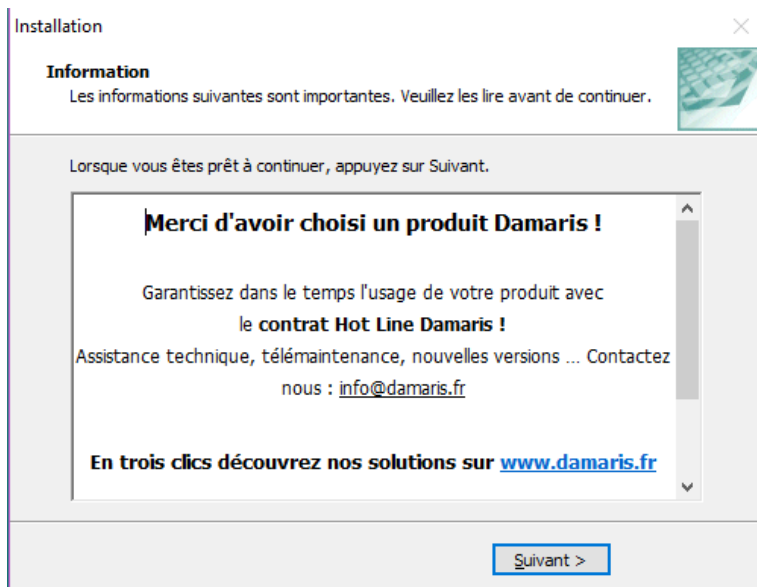 Installation
Information
Les informations suivantes sont importantes. Veuillez les lire avant de continuer.
Lorsque vous êtes prêt à continuer, appuyez sur Suivant.
Merci d'avoir choisi un produit Damaris !
Garantissez dans le temps l'usage de votre produit avec
le contrat Hot Line Damaris !
Assistance technique, télémaintenance, nouvelles versions ... Contactez
nous : info@damaris.fr
En trois clics découvrez nos solutions sur www.damaris.fr
Suivant >